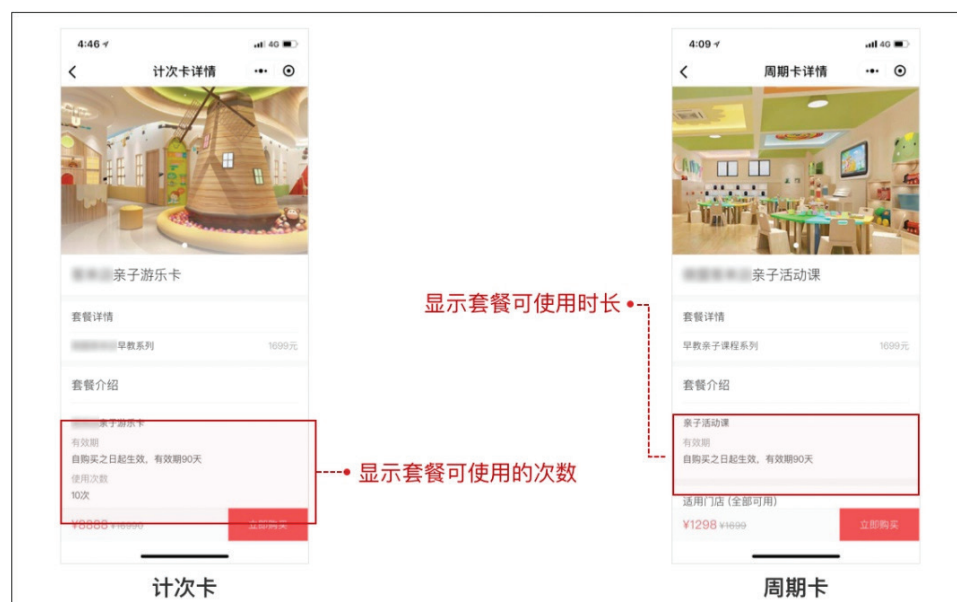 4:46
4G
计次卡详情
亲子游乐卡
套餐详情
早教系列
1699元
套餐介绍
亲子游乐卡
有效期
自购买之日起生效，有效期90天
使用次数
10次
¥8888 ¥16990
立即购买
计次卡
显示套餐可使用的次数
显示套餐可使用时长
4:09
4G
周期卡详情
亲子活动课
套餐详情
早教亲子课程系列
1699元
套餐介绍
亲子活动课
有效期
自购买之日起生效，有效期90天
适用门店 (全部可用)
¥1298 ¥1699
立即购买
周期卡